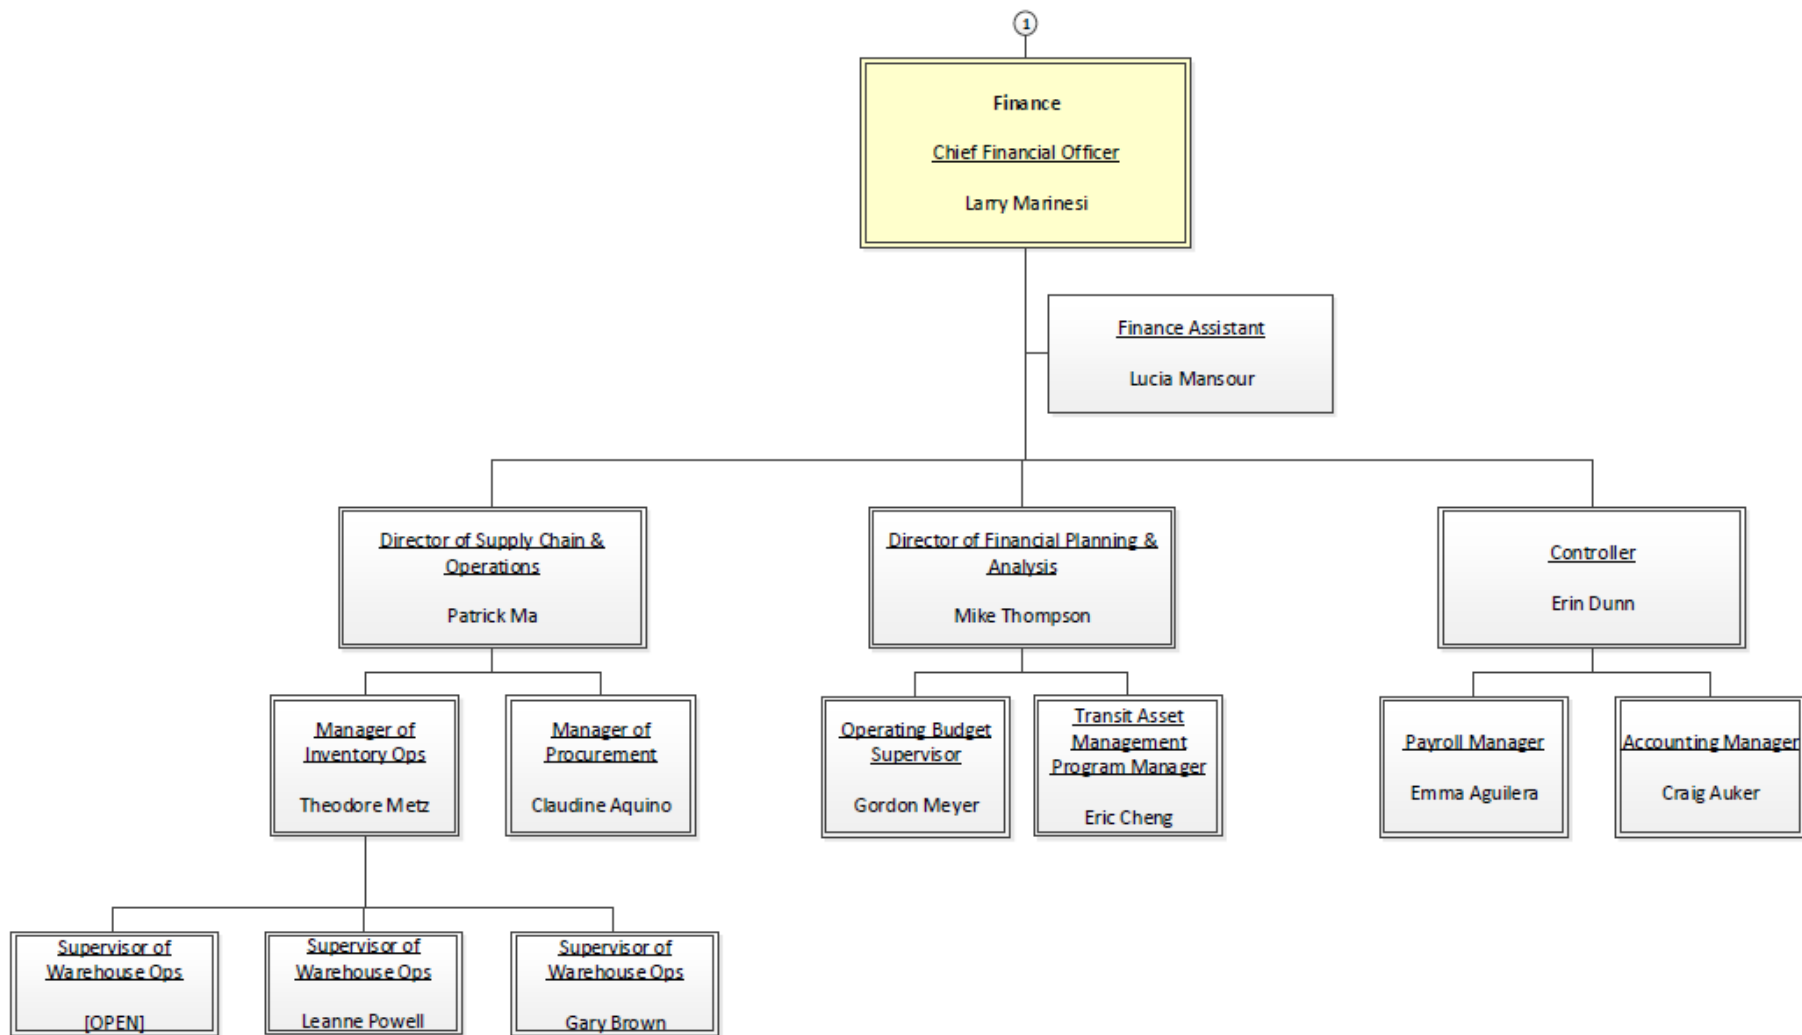 1
Finance
Chief Financial Officer
Larry Marinesi
Finance Assistant
Lucia Mansour
Director of Supply Chain &
Operations
Patrick Ma
Director of Financial Planning &
Analysis
Mike Thompson
Controller
Erin Dunn
Manager of
Inventory Ops
Theodore Metz
Manager of
Procurement
Claudine Aquino
Operating Budget
Supervisor
Gordon Meyer
Transit Asset
Management
Program Manager
Eric Cheng
Payroll Manager
Emma Aguilera
Accounting Manager
Craig Auker
Supervisor of
Warehouse Ops
[OPEN]
Supervisor of
Warehouse Ops
Leanne Powell
Supervisor of
Warehouse Ops
Gary Brown